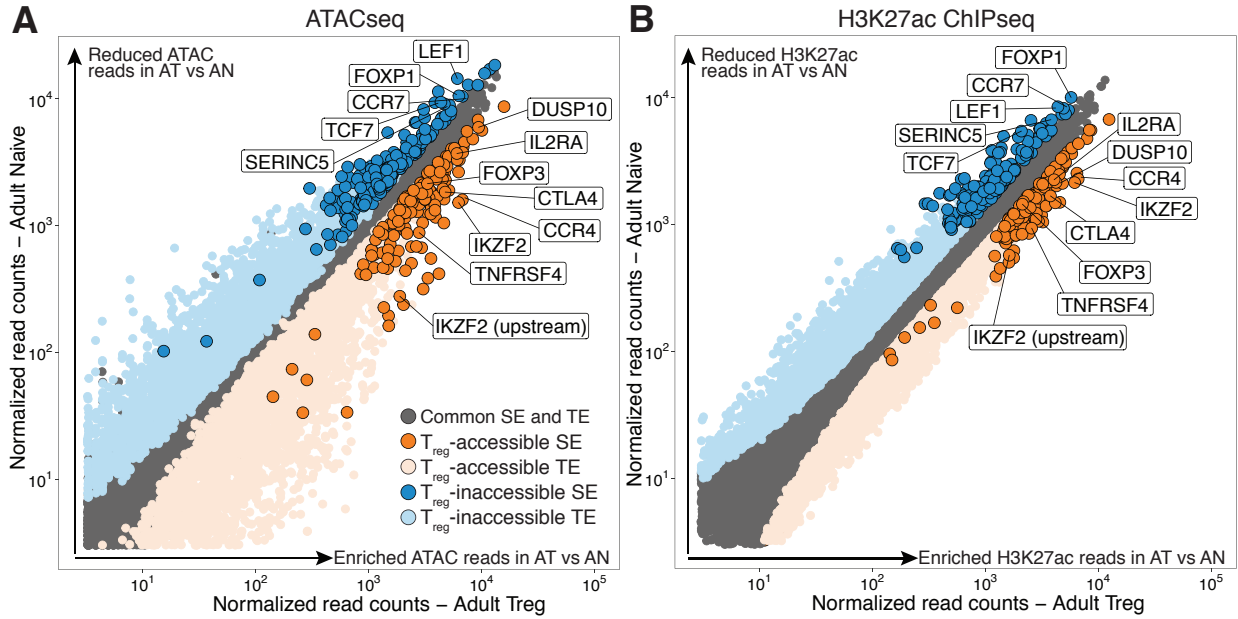 A
ATACseq
Reduced ATAC
reads in AT vs AN
LEF1
FOXP1
CCR7
TCF7
SERINC5
DUSP10
IL2RA
FOXP3
CTLA4
CCR4
IKZF2
TNFRSF4
IKZF2 (upstream)
Common SE and TE
Treg-accessible SE
Treg-accessible TE
Treg-inaccessible SE
Treg-inaccessible TE
Enriched ATAC reads in AT vs AN
10^4
10^3
10^2
10^1
10^1 10^2 10^3 10^4 10^5
Normalized read counts – Adult Naive
Normalized read counts – Adult Treg
B
H3K27ac ChIPseq
Reduced H3K27ac
reads in AT vs AN
FOXP1
CCR7
LEF1
SERINC5
TCF7
IL2RA
DUSP10
CCR4
IKZF2
CTLA4
FOXP3
TNFRSF4
IKZF2 (upstream)
Enriched H3K27ac reads in AT vs AN
10^4
10^3
10^2
10^1
10^1 10^2 10^3 10^4 10^5
Normalized read counts – Adult Naive
Normalized read counts – Adult Treg